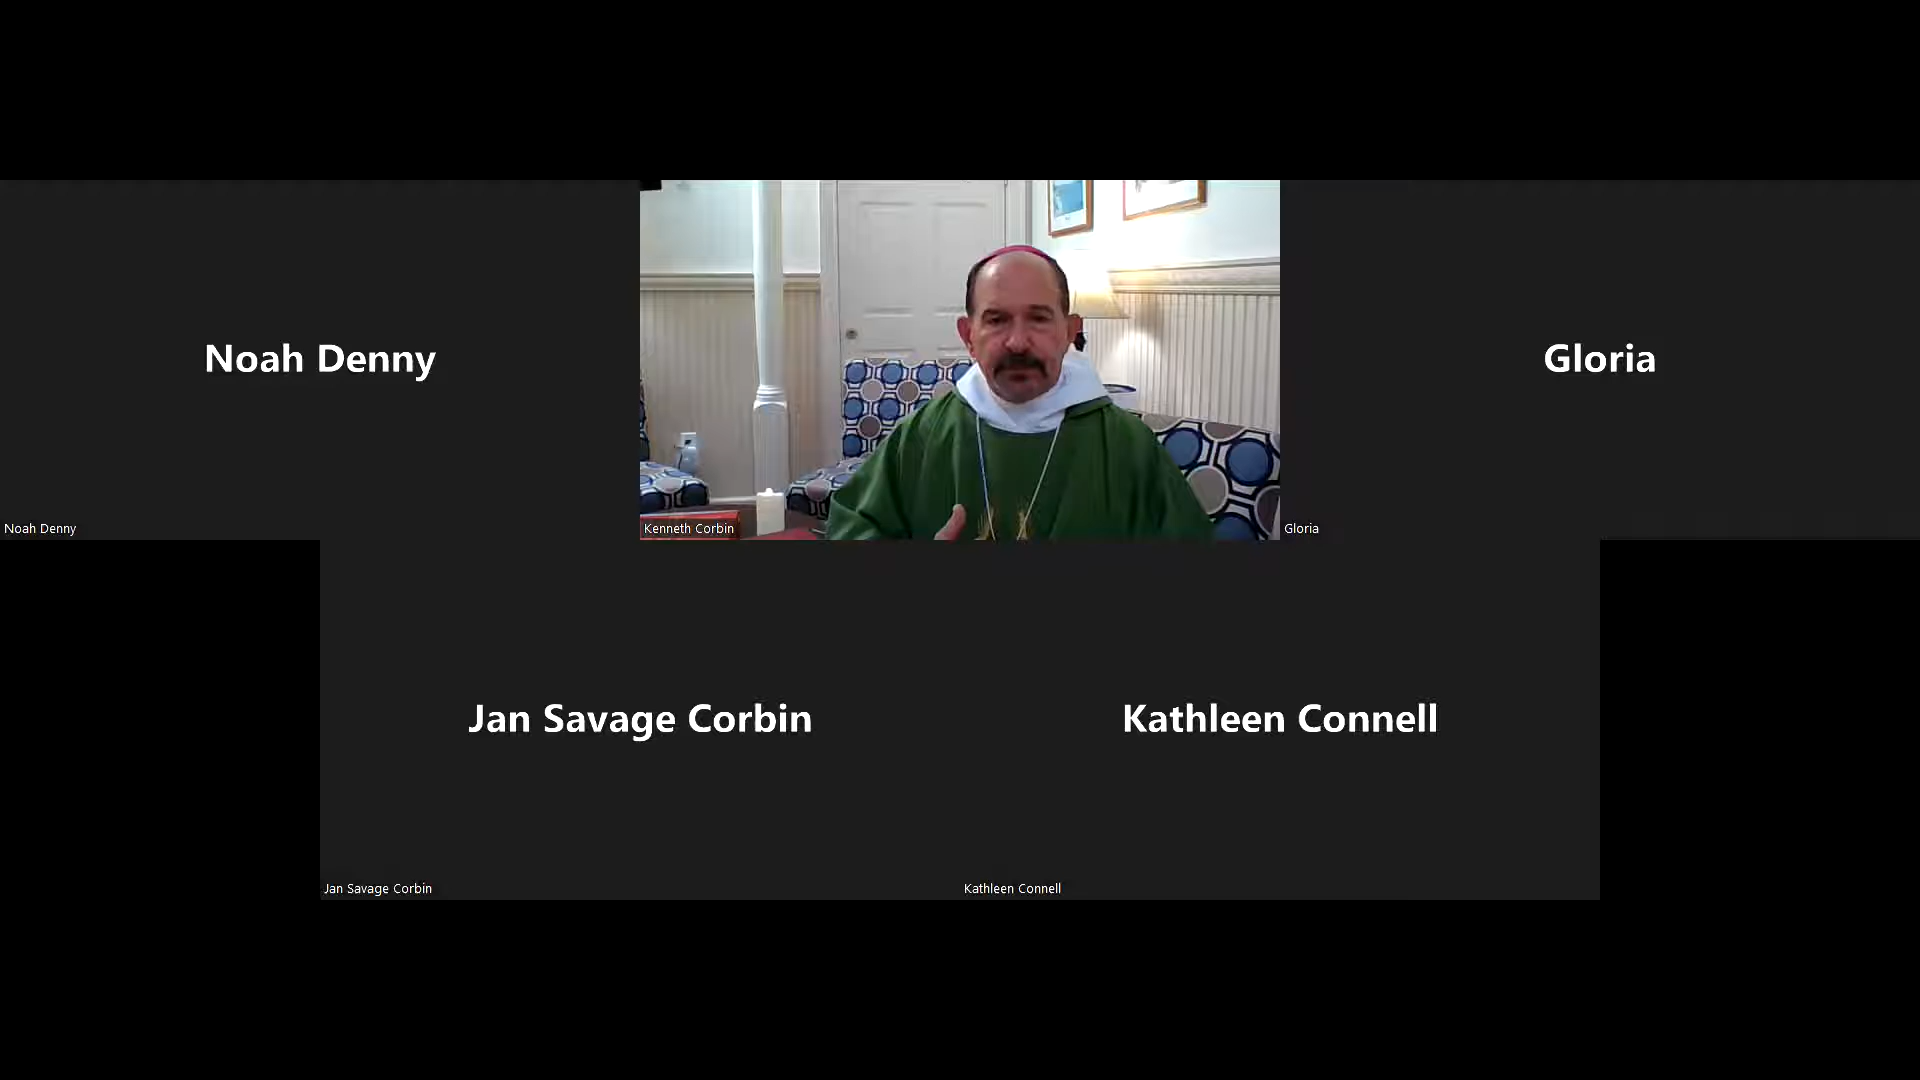 Noah Denny
Gloria
Noah Denny
Kenneth Corbin
Gloria
Jan Savage Corbin
Kathleen Connell
Jan Savage Corbin
Kathleen Connell